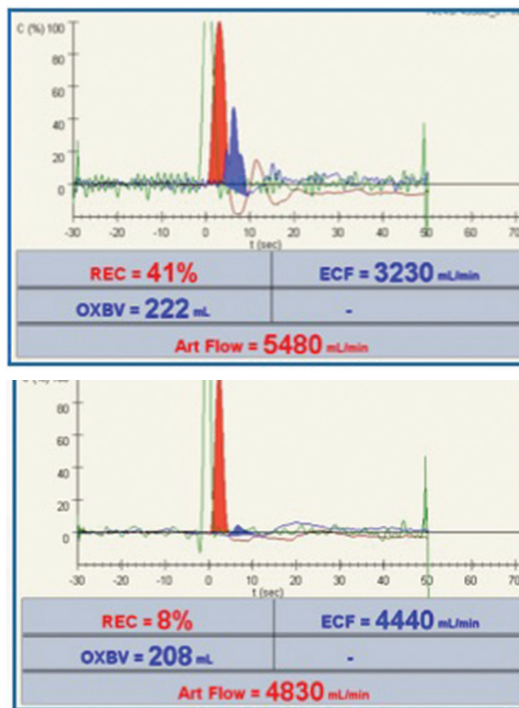 C (%) 100
80
60
40
20
0
-30 -20 -10 0 10 20 30 40 50 60 70
t (sec)
REC = 41% ECF = 3230 mL/min
OXBV = 222 mL -
Art Flow = 5480 mL/min
80
60
40
20
0
-30 -20 -10 0 10 20 30 40 50 60 70
t (sec)
REC = 8% ECF = 4440 mL/min
OXBV = 208 mL -
Art Flow = 4830 mL/min